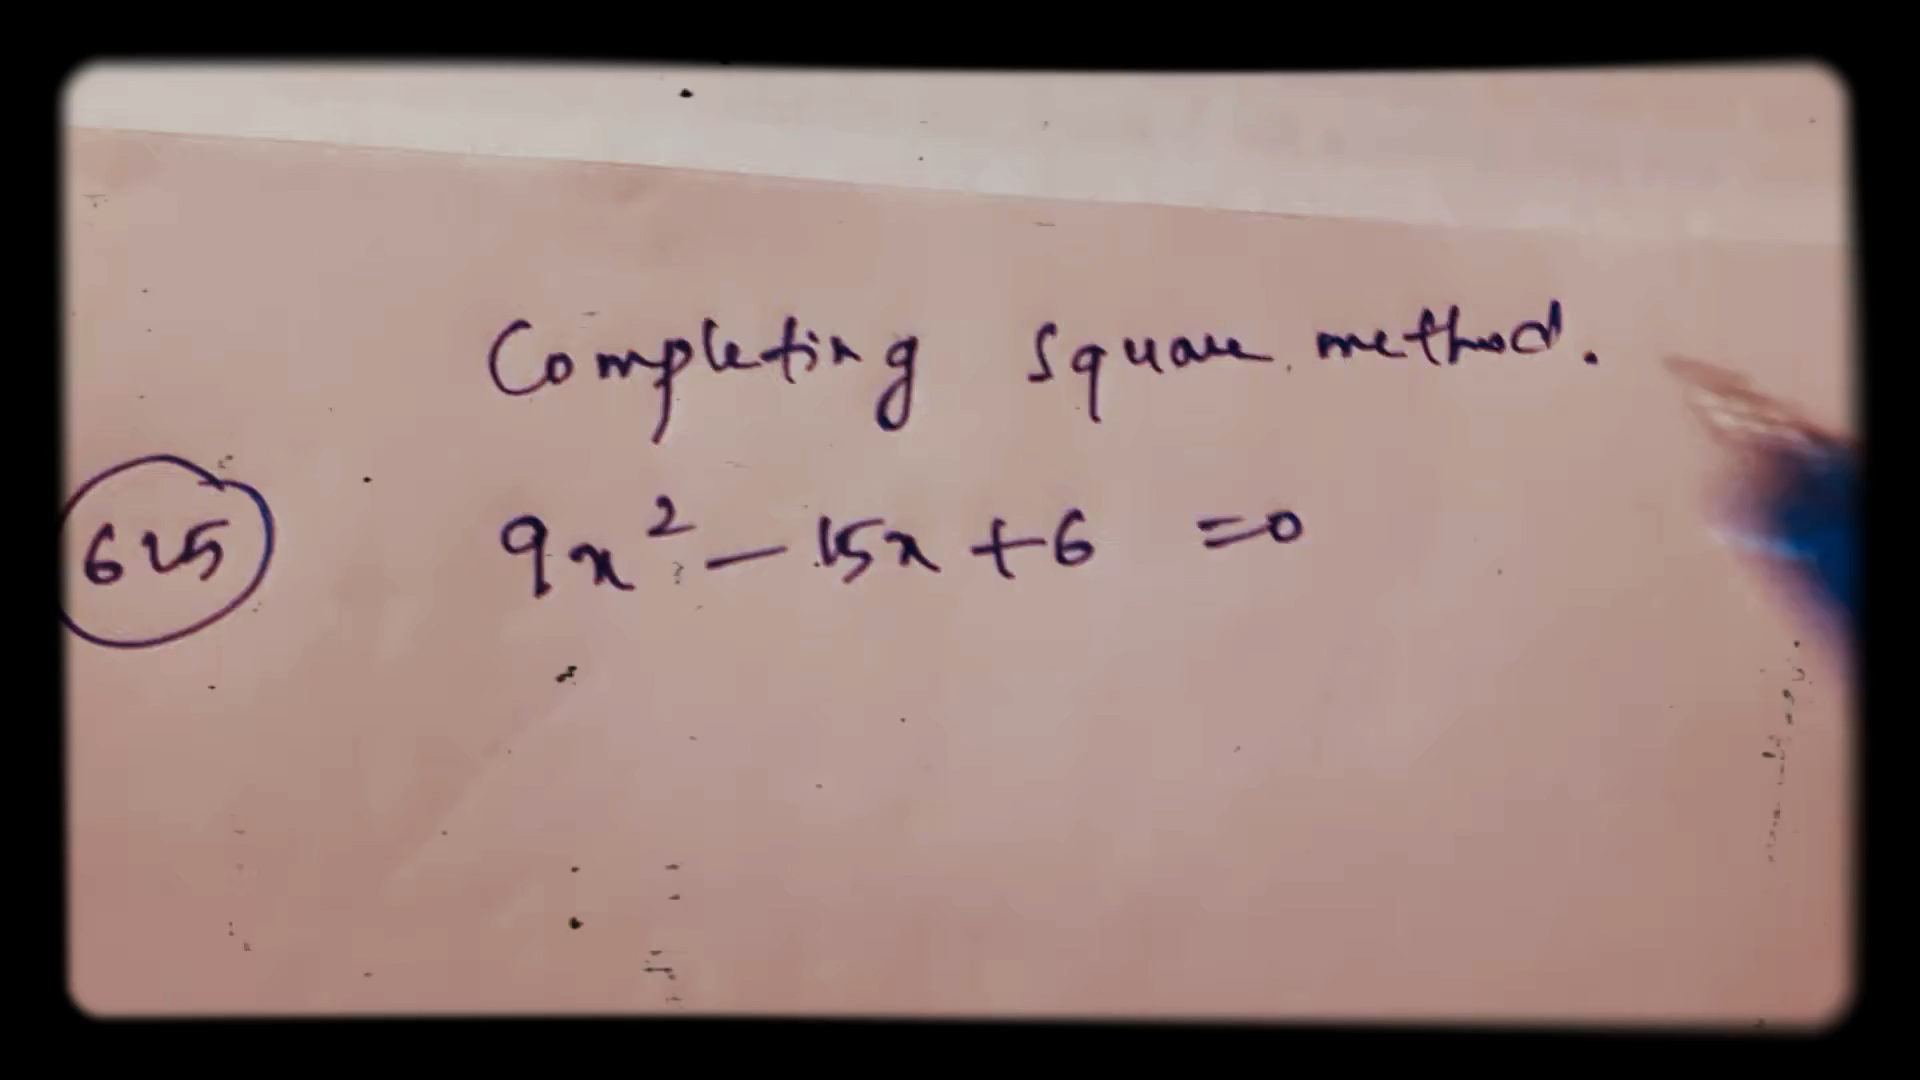 Completing square method.
625
9x² - 15x + 6 = 0